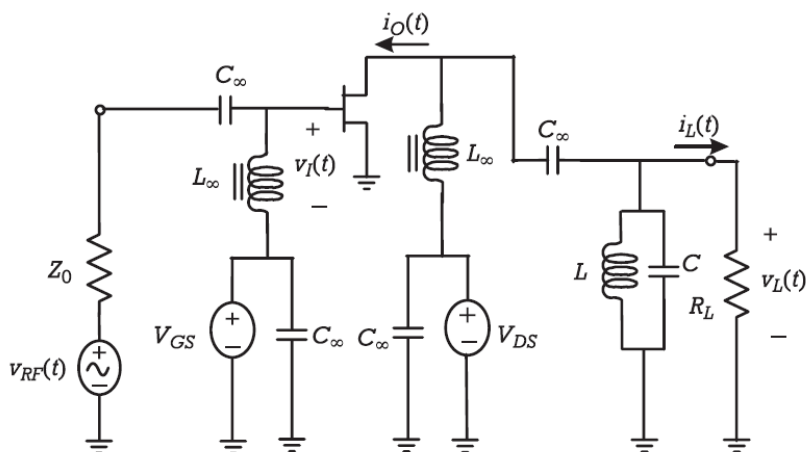 i_O(t)
C_∞
+
v_I(t)
−
L_∞
L_∞
C_∞
i_L(t)
Z_0
+
−
V_GS
C_∞
C_∞
+
−
V_DS
L
C
R_L
+
v_L(t)
−
v_RF(t)
+
−